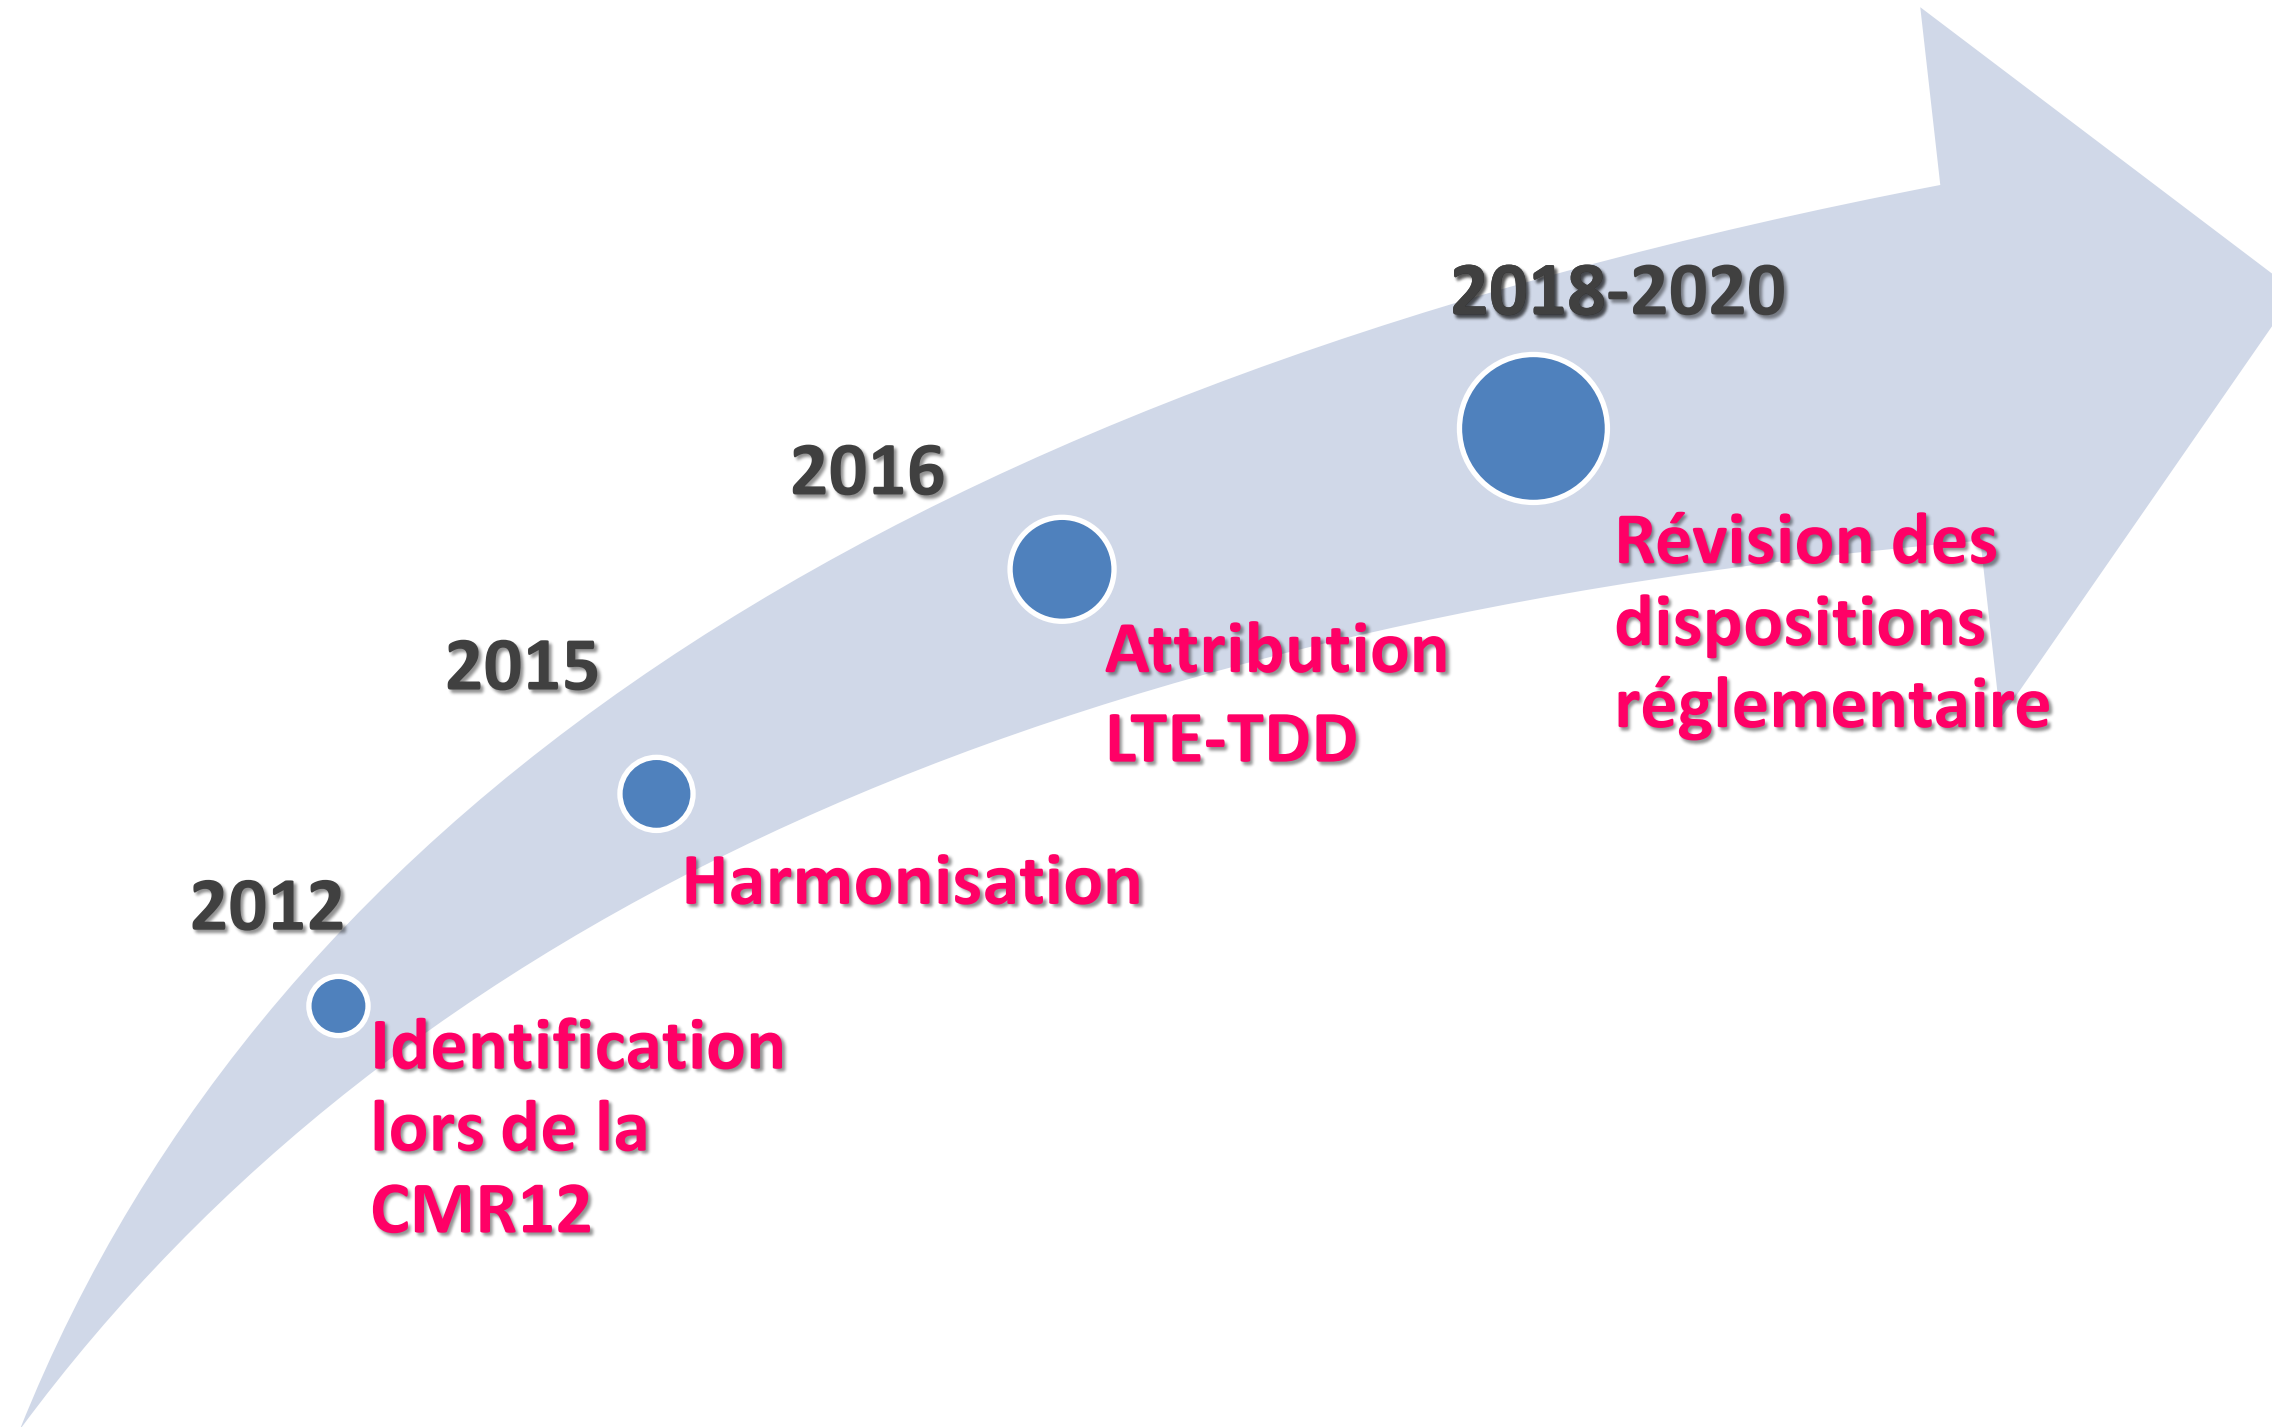 2012
Identification
lors de la
CMR12
2015
Harmonisation
2016
Attribution
LTE-TDD
2018-2020
Révision des
dispositions
réglementaire